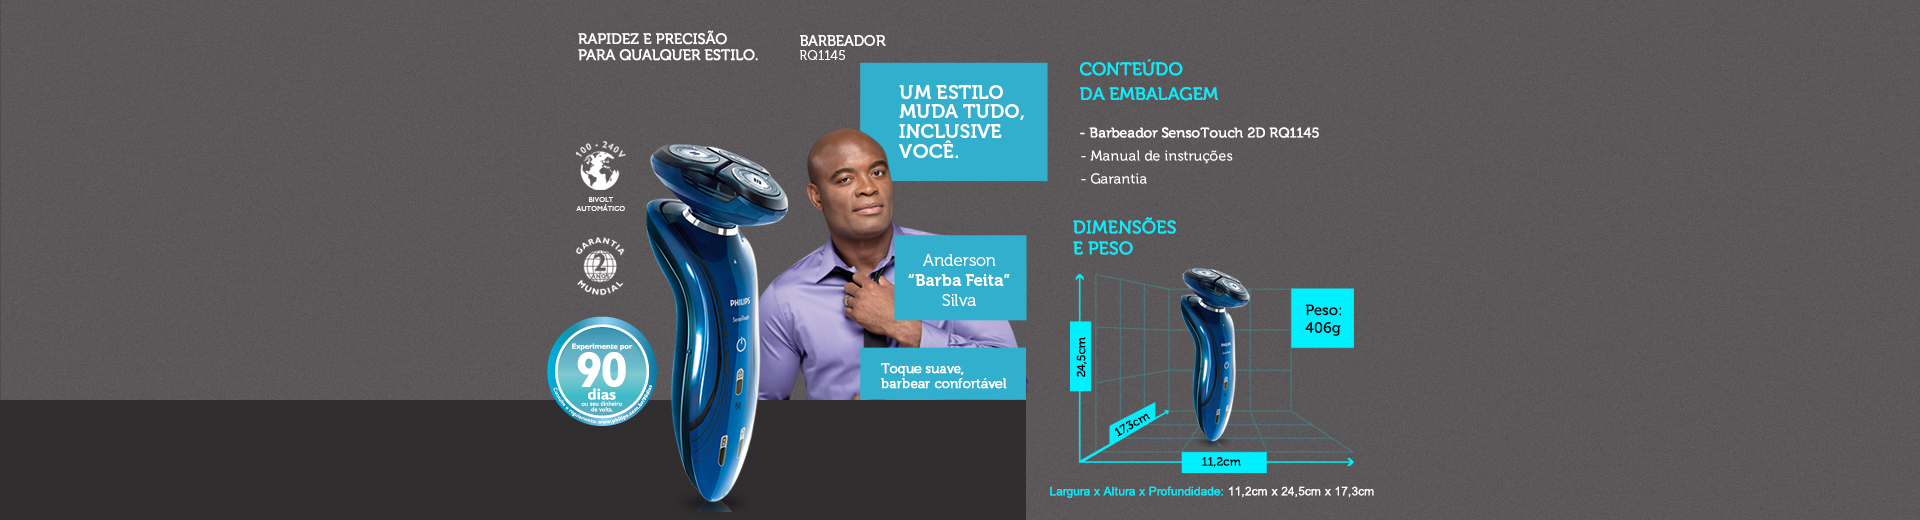 RAPIDEZ E PRECISÃO
PARA QUALQUER ESTILO.
BARBEADOR
RQ1145
UM ESTILO
MUDA TUDO,
INCLUSIVE
VOCÊ.
100 - 240V
BIVOLT
AUTOMÁTICO
GARANTIA
2
ANOS
MUNDIAL
Anderson
“Barba Feita”
Silva
PHILIPS
SensoTouch
Experimente por
90
dias
ou seu dinheiro
de volta.
Toque suave,
barbear confortável
CONTEÚDO
DA EMBALAGEM
- Barbeador SensoTouch 2D RQ1145
- Manual de instruções
- Garantia
DIMENSÕES
E PESO
Peso:
406g
24,5cm
17,3cm
11,2cm
Largura x Altura x Profundidade: 11,2cm x 24,5cm x 17,3cm